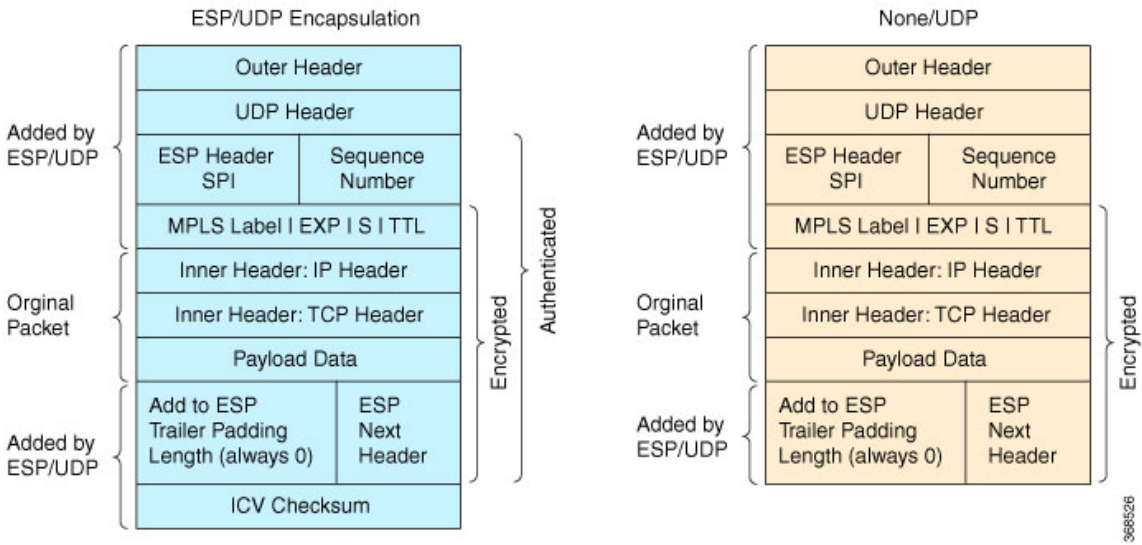 ESP/UDP Encapsulation
Added by
ESP/UDP
Outer Header
UDP Header
ESP Header
SPI
Sequence
Number
MPLS Label I EXP I S I TTL
Orginal
Packet
Inner Header: IP Header
Inner Header: TCP Header
Payload Data
Added by
ESP/UDP
Add to ESP
Trailer Padding
Length (always 0)
ESP
Next
Header
ICV Checksum
Encrypted
Authenticated
None/UDP
Added by
ESP/UDP
Outer Header
UDP Header
ESP Header
SPI
Sequence
Number
MPLS Label I EXP I S I TTL
Orginal
Packet
Inner Header: IP Header
Inner Header: TCP Header
Payload Data
Added by
ESP/UDP
Add to ESP
Trailer Padding
Length (always 0)
ESP
Next
Header
Encrypted
368526